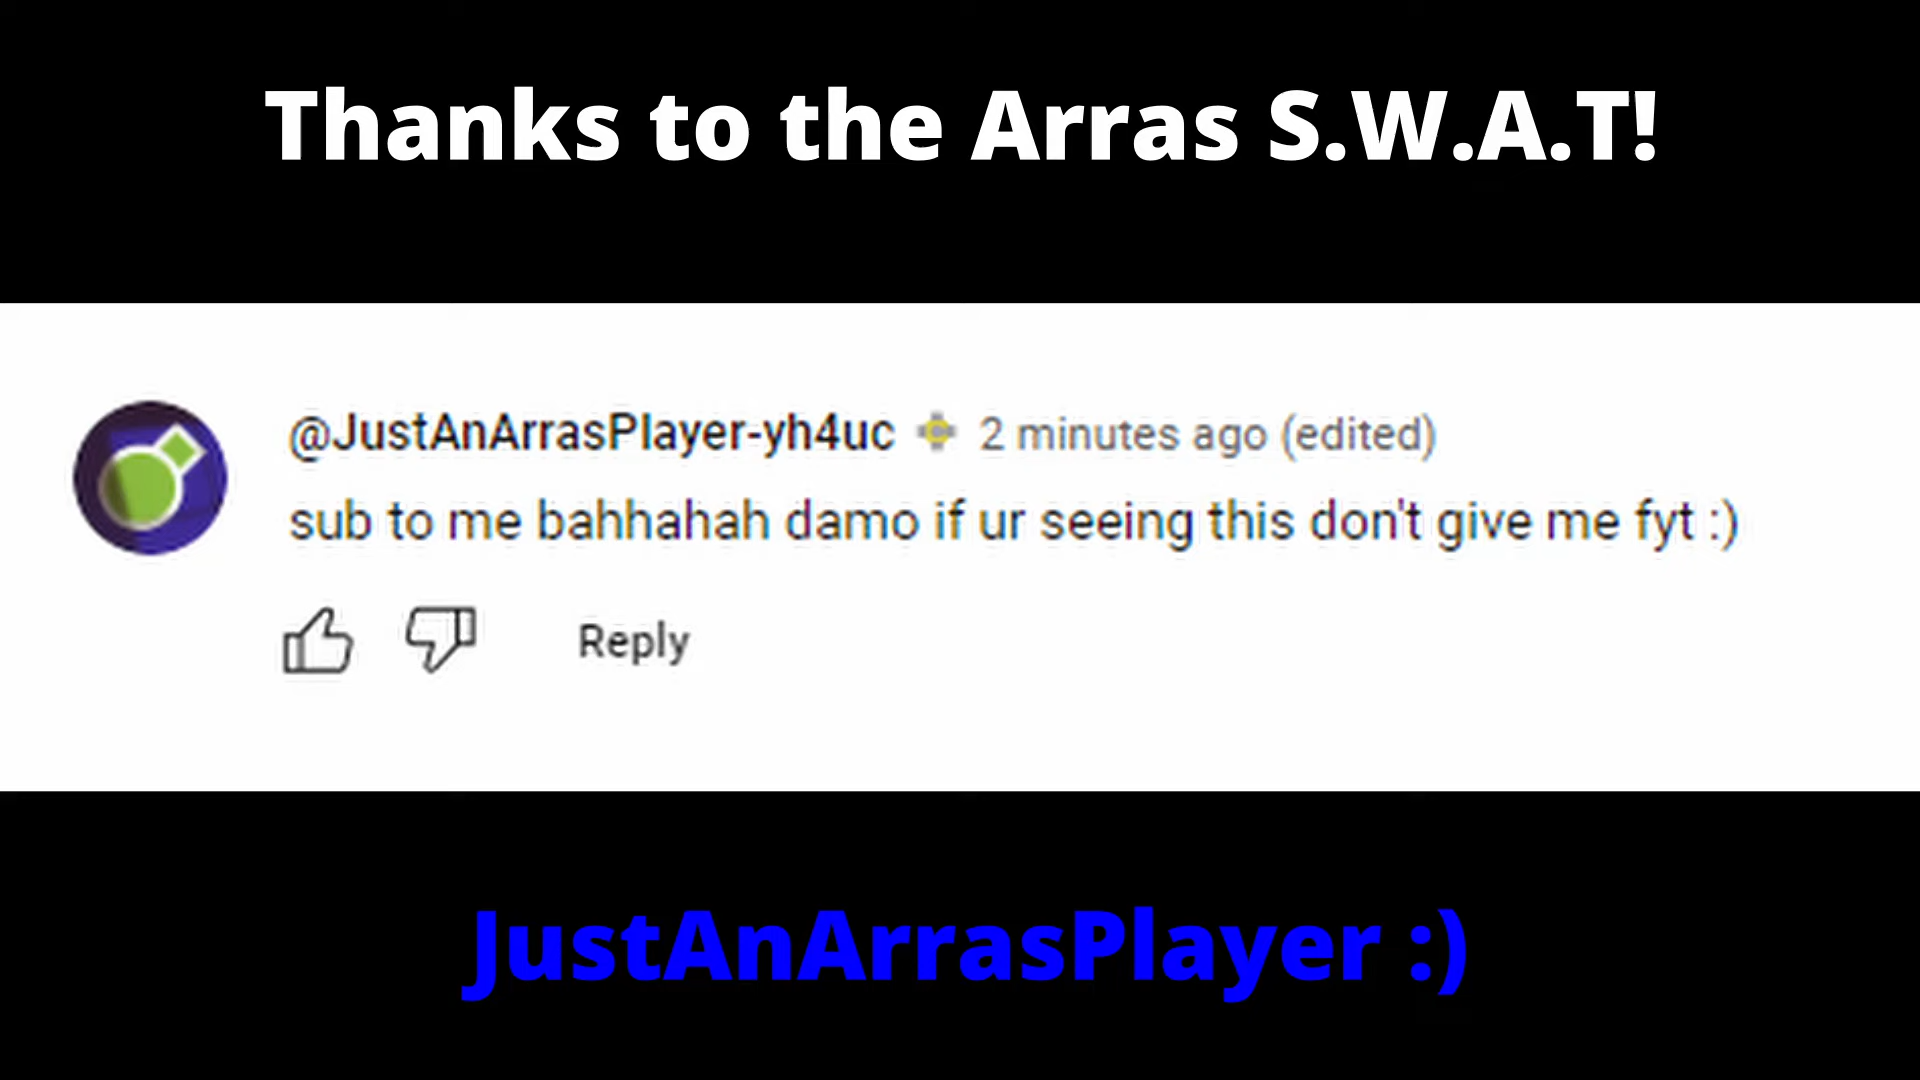 Thanks to the Arras S.W.A.T!
@JustAnArrasPlayer-yh4uc 2 minutes ago (edited)
sub to me bahhahah damo if ur seeing this don't give me fyt :)
Reply
JustAnArrasPlayer :)